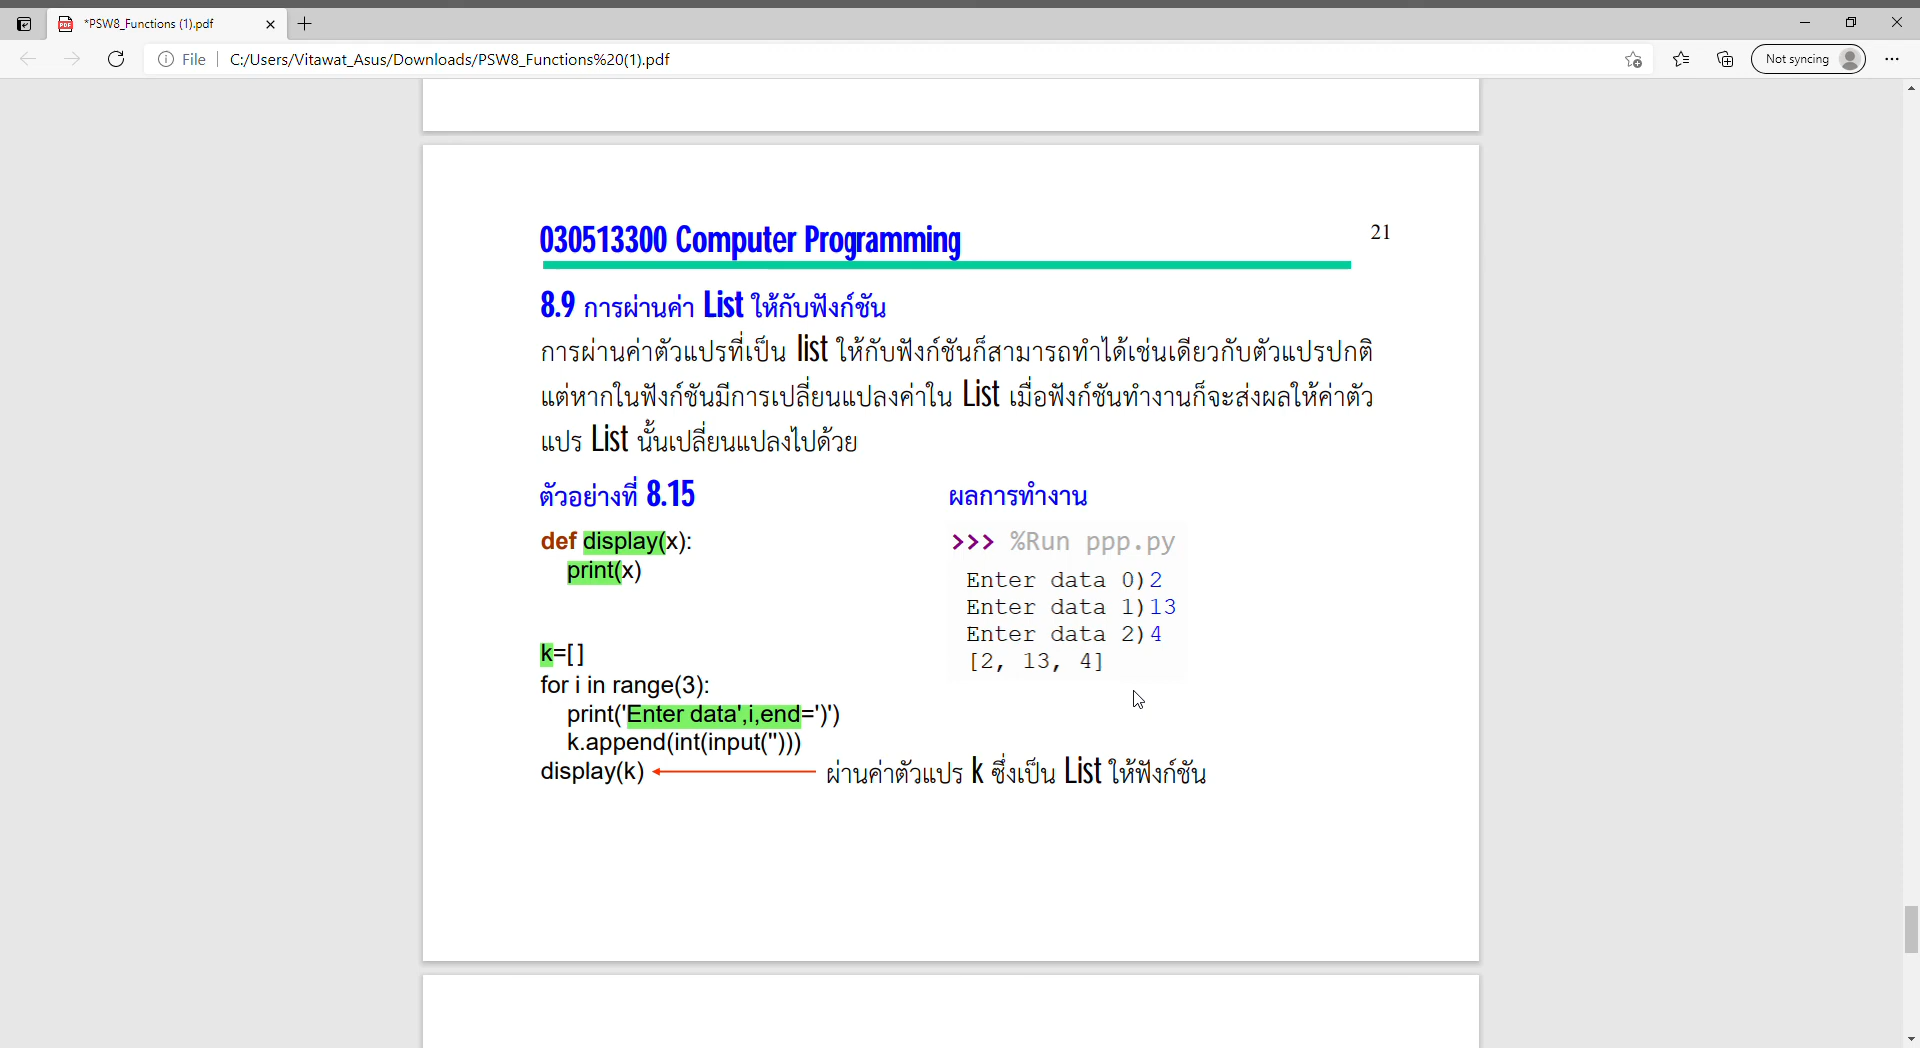 *PSW8_Functions (1).pdf
File
C:/Users/Vitawat_Asus/Downloads/PSW8_Functions%20(1).pdf
Not syncing
030513300 Computer Programming
21
8.9 การผ่านค่า List ให้กับฟังก์ชัน
การผ่านค่าตัวแปรที่เป็น list ให้กับฟังก์ชันก็สามารถทำได้เช่นเดียวกับตัวแปรปกติ
แต่หากในฟังก์ชันมีการเปลี่ยนแปลงค่าใน List เมื่อฟังก์ชันทำงานก็จะส่งผลให้ค่าตัว
แปร List นั้นเปลี่ยนแปลงไปด้วย
ตัวอย่างที่ 8.15
def display(x):
print(x)
k=[]
for i in range(3):
print('Enter data',i,end=')')
k.append(int(input('')))
display(k)
ผ่านค่าตัวแปร k ซึ่งเป็น List ให้ฟังก์ชัน
ผลการทำงาน
>>> %Run ppp.py
Enter data 0)2
Enter data 1)13
Enter data 2)4
[2, 13, 4]